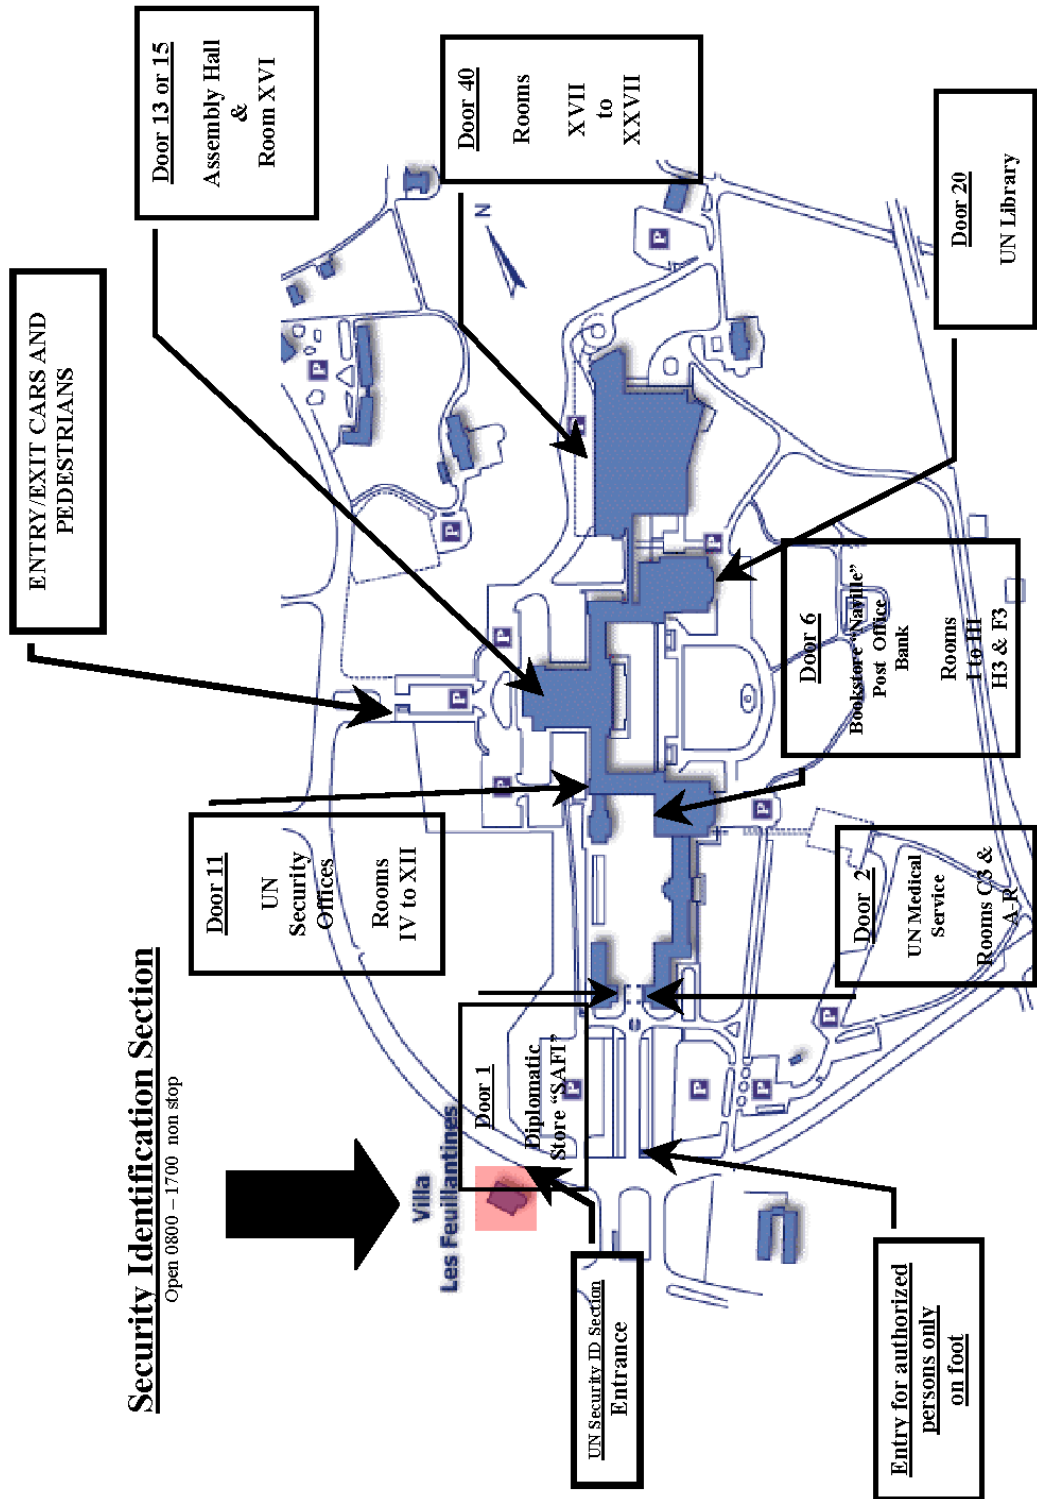 Security Identification Section
Open 0800 – 1700 non stop
ENTRY/EXIT CARS AND
PEDESTRIANS
Door 13 or 15
Assembly Hall
&
Room XVI
Door 11
UN
Security
Offices
Rooms
IV to XII
Door 40
Rooms
XVII
to
XXVII
N
Villa
Les Feuillantines
Door 1
Diplomatic
Store “SAFI”
UN Security ID Section
Entrance
Door 6
Bookstore “Naville”
Post Office
Bank
Rooms
I to III
H3 & F3
Door 2
UN Medical
Service
Rooms C3 &
A-R
Door 20
UN Library
Entry for authorized
persons only
on foot
P
P
P
P
P
P
P
P
P
P
P
P
P